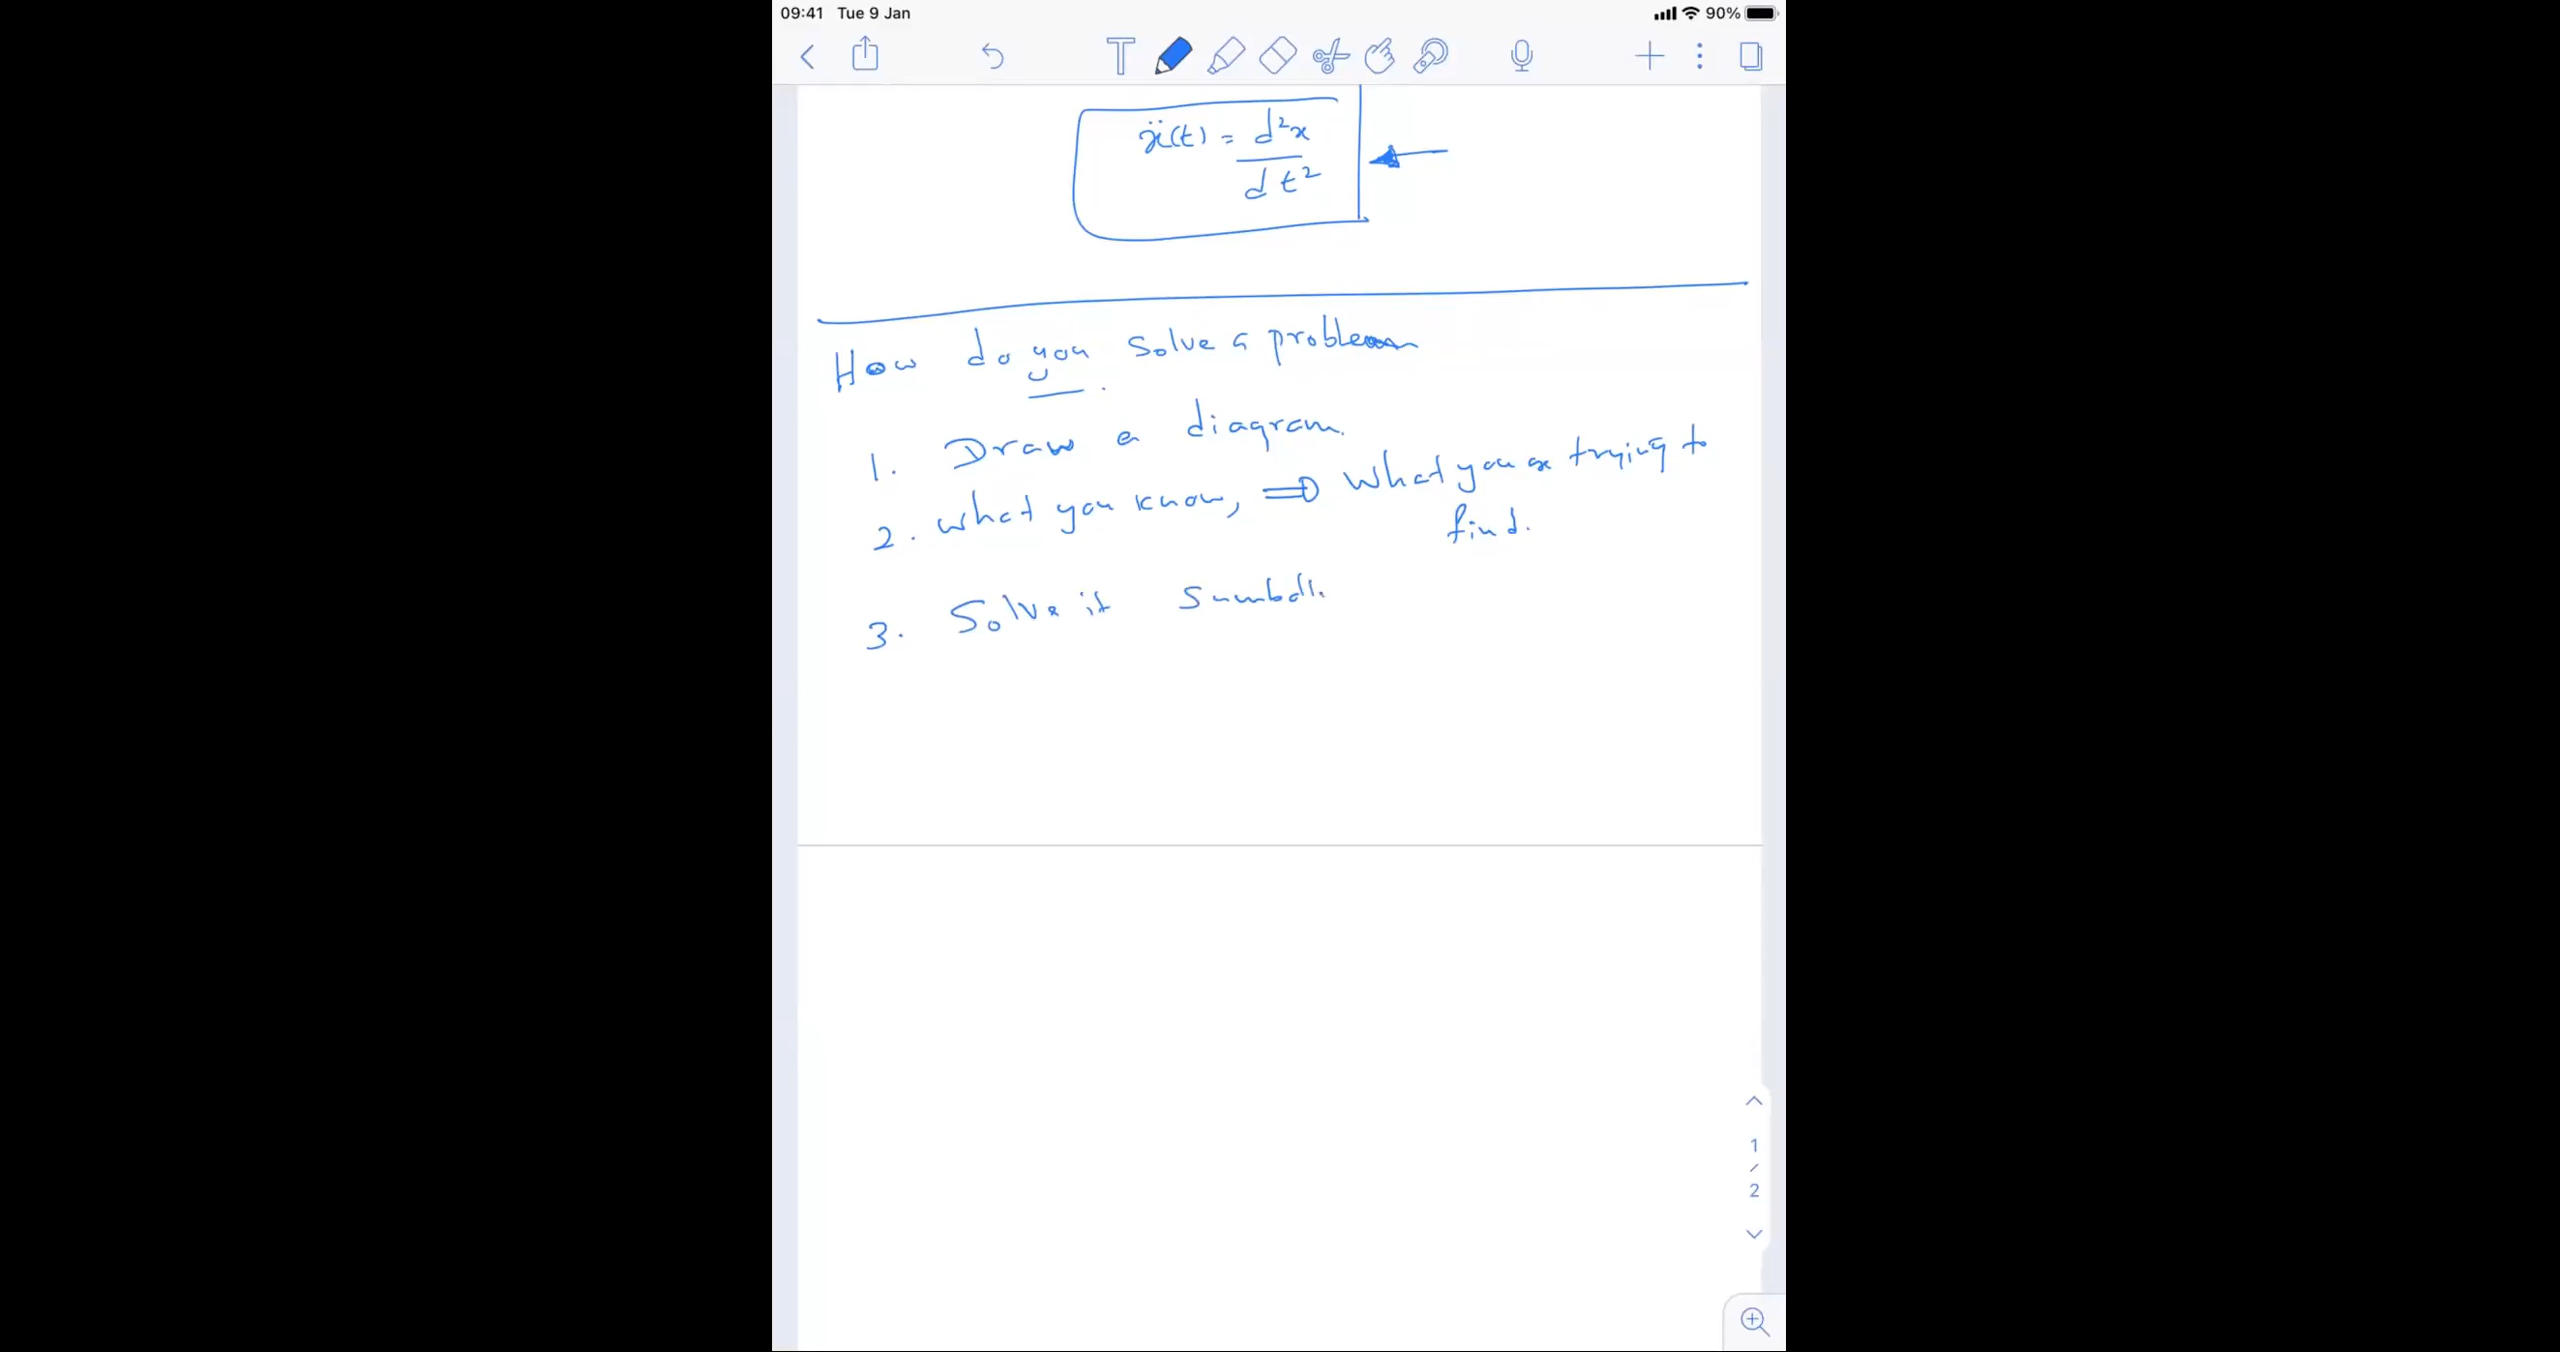 09:41 Tue 9 Jan 90%
T
ẍ(t) = d²x
dt²
How do you solve a problem
1. Draw a diagram.
2. what you know, ⇒ What you are trying to
find.
3. Solve it
1
/
2